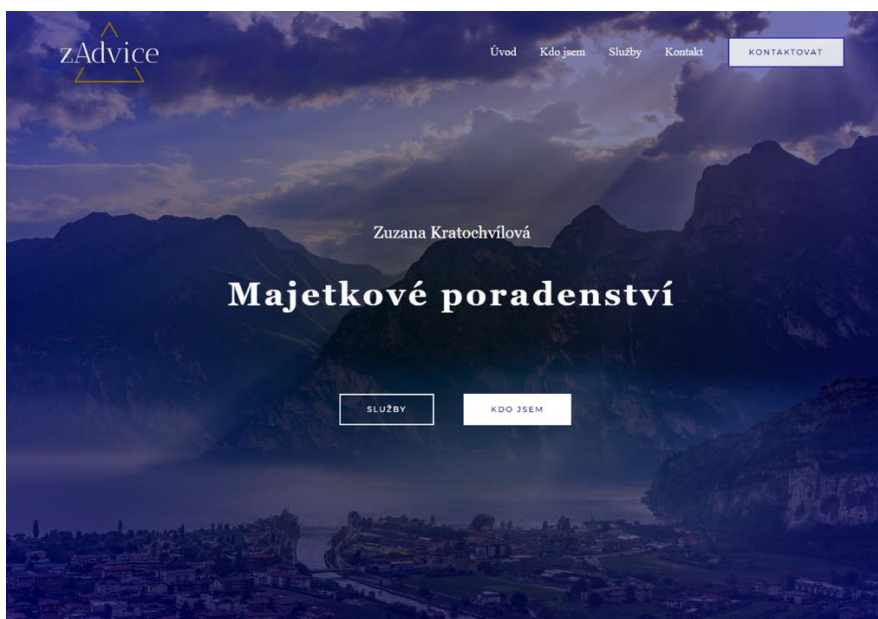 zAdvice
Úvod Kdo jsem Služby Kontakt KONTAKTOVAT
Zuzana Kratochvílová
Majetkové poradenství
SLUŽBY KDO JSEM